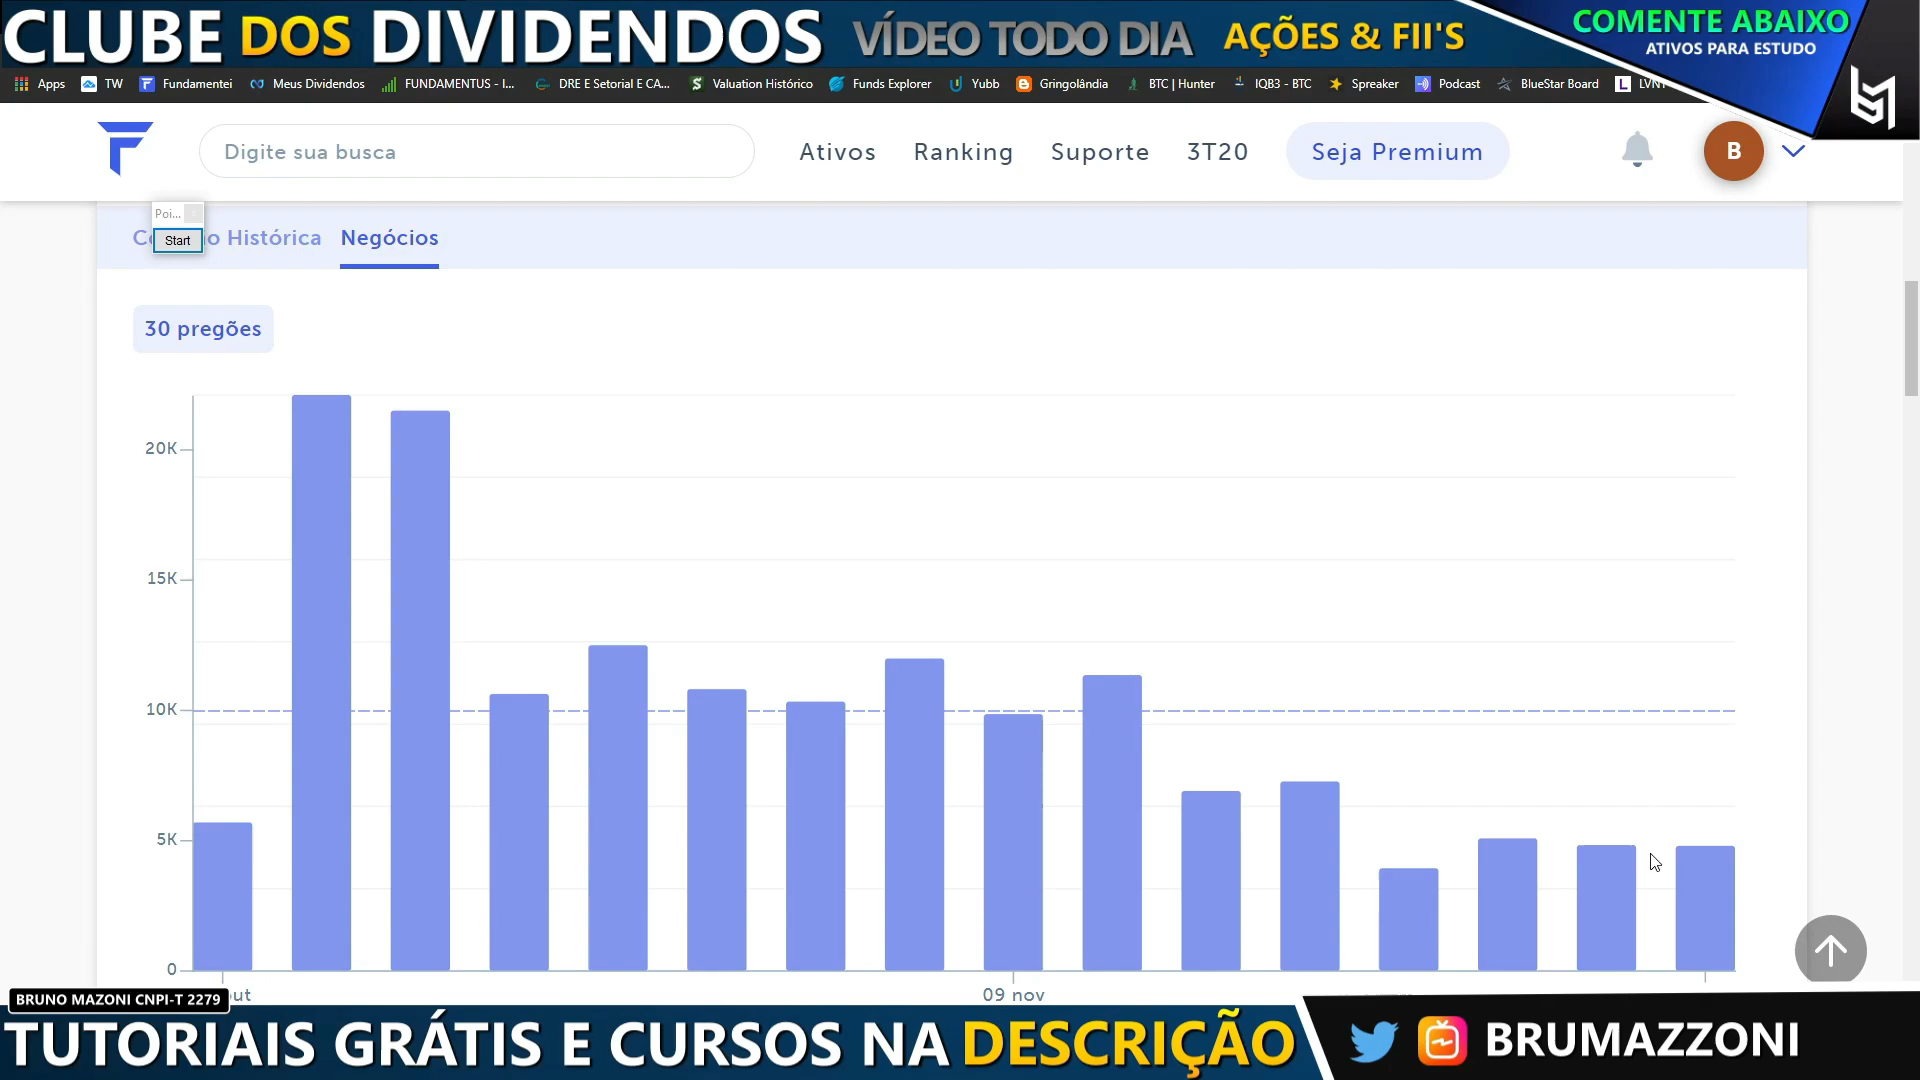 CLUBE DOS DIVIDENDOS VÍDEO TODO DIA AÇÕES & FII'S
COMENTE ABAIXO
ATIVOS PARA ESTUDO
Apps TW Fundamentei Meus Dividendos FUNDAMENTUS - I... DRE E Setorial E CA... Valuation Histórico Funds Explorer Yubb Gringolândia BTC | Hunter IQB3 - BTC Spreaker Podcast BlueStar Board
Digite sua busca Ativos Ranking Suporte 3T20 Seja Premium B
Poi...
Start
Histórica Negócios
30 pregões
20K
15K
10K
5K
0
09 nov
BRUNO MAZONI CNPI-T 2279
TUTORIAIS GRÁTIS E CURSOS NA DESCRIÇÃO BRUMAZZONI